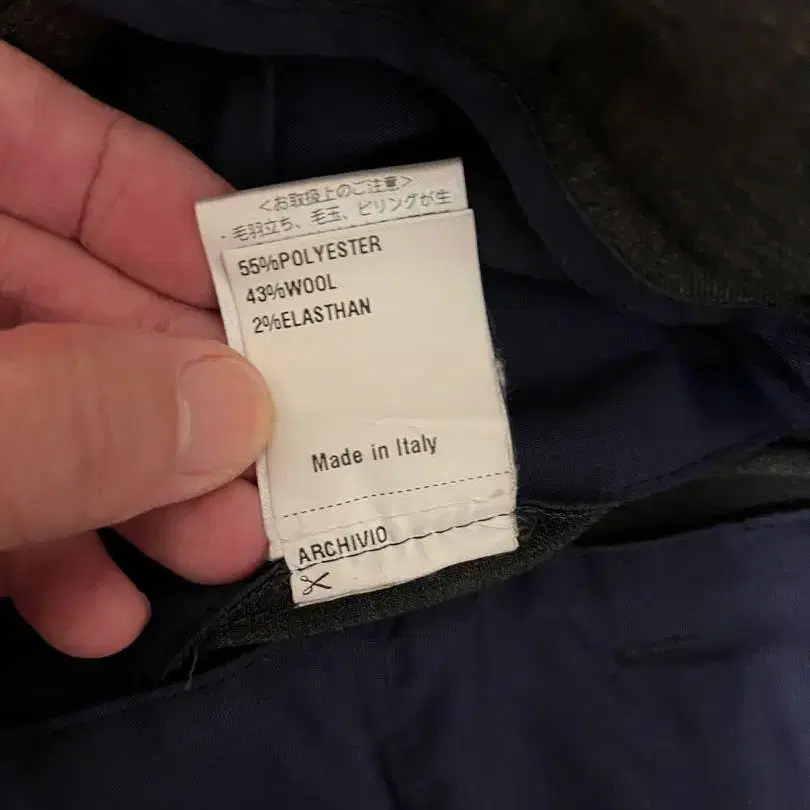 <お取扱上のご注意>
・毛羽立ち、毛玉、ピリングが生
55%POLYESTER
43%WOOL
2%ELASTHAN
Made in Italy
ARCHIVIO